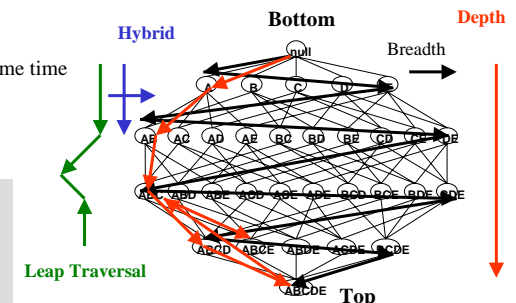 Bottom
Depth
Hybrid
null
Breadth
me time
A B C D
AC AD AE BC BD BE CD CE DE
ABC ABD ABE ACD ACE ADE BCD BCE BDE CDE
ABCD ABCE ABDE ACDE BCDE
Leap Traversal
ABCDE
Top